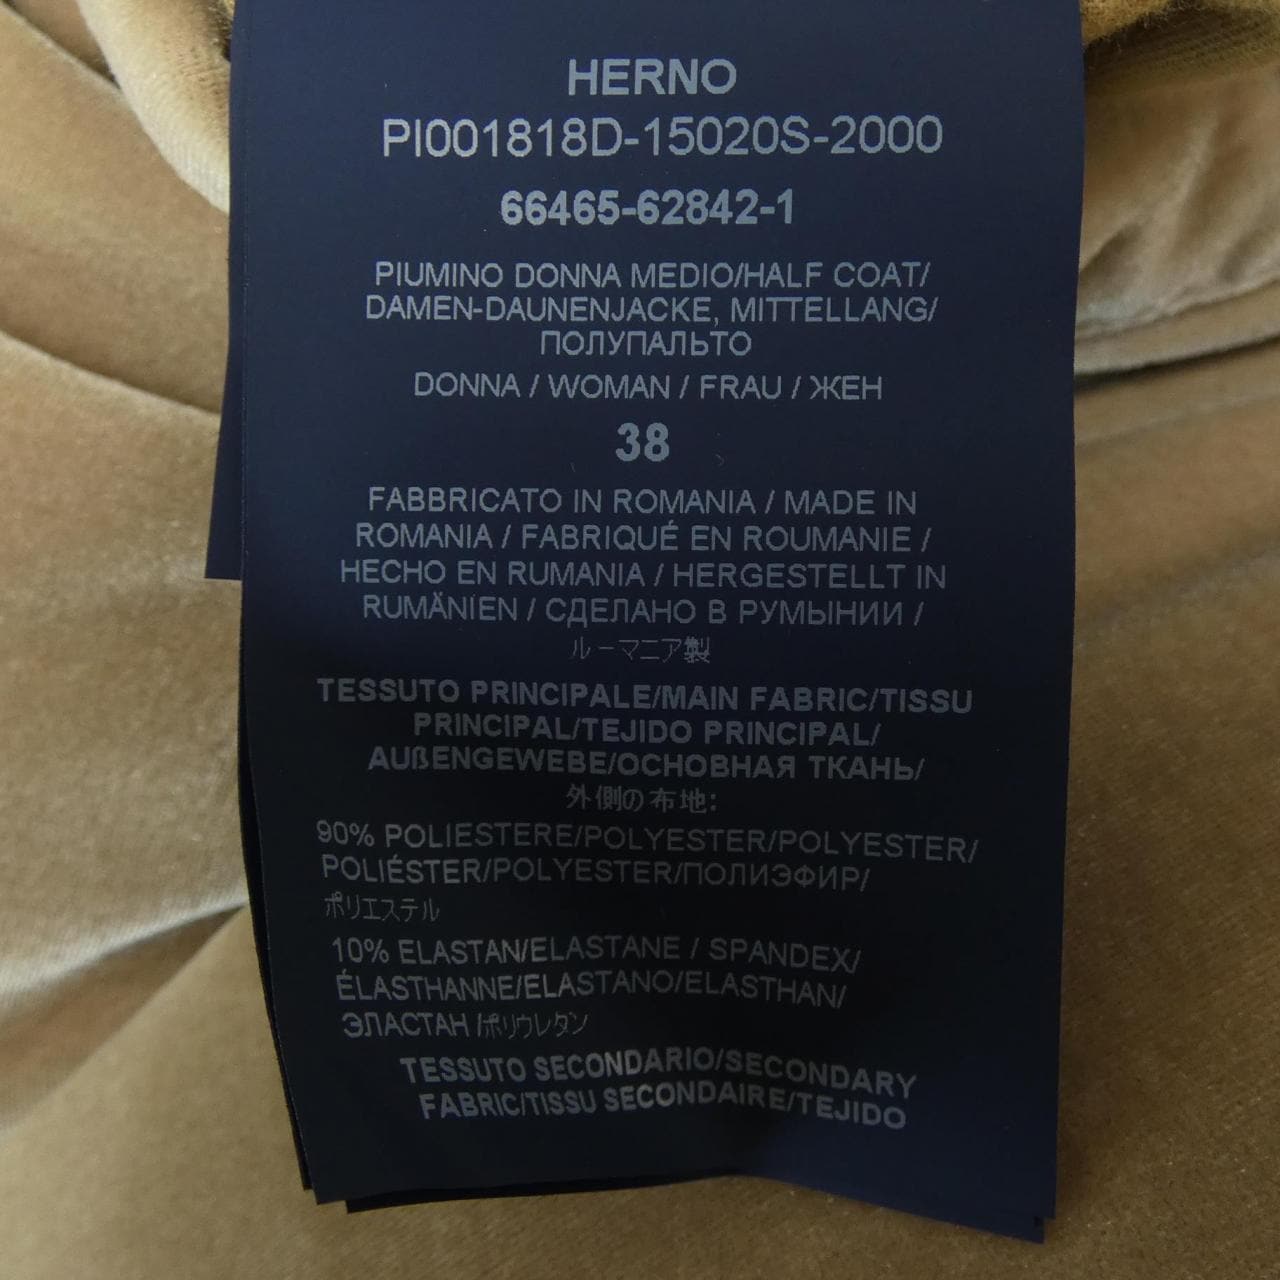 HERNO
PI001818D-15020S-2000
66465-62842-1
PIUMINO DONNA MEDIO/HALF COAT/
DAMEN-DAUNENJACKE, MITTELLANG/
ПОЛУПАЛЬТО
DONNA / WOMAN / FRAU / ЖЕН
38
FABBRICATO IN ROMANIA / MADE IN
ROMANIA / FABRIQUÉ EN ROUMANIE /
HECHO EN RUMANIA / HERGESTELLT IN
RUMÄNIEN / СДЕЛАНО В РУМЫНИИ /
ルーマニア製
TESSUTO PRINCIPALE/MAIN FABRIC/TISSU
PRINCIPAL/TEJIDO PRINCIPAL/
AUßENGEWEBE/ОСНОВНАЯ ТКАНЬ/
外側の布地:
90% POLIESTERE/POLYESTER/POLYESTER/
POLIÉSTER/POLYESTER/ПОЛИЭФИР/
ポリエステル
10% ELASTAN/ELASTANE / SPANDEX/
ÉLASTHANNE/ELASTANO/ELASTHAN/
ЭЛАСТАН /ポリウレタン
TESSUTO SECONDARIO/SECONDARY
FABRIC/TISSU SECONDAIRE/TEJIDO